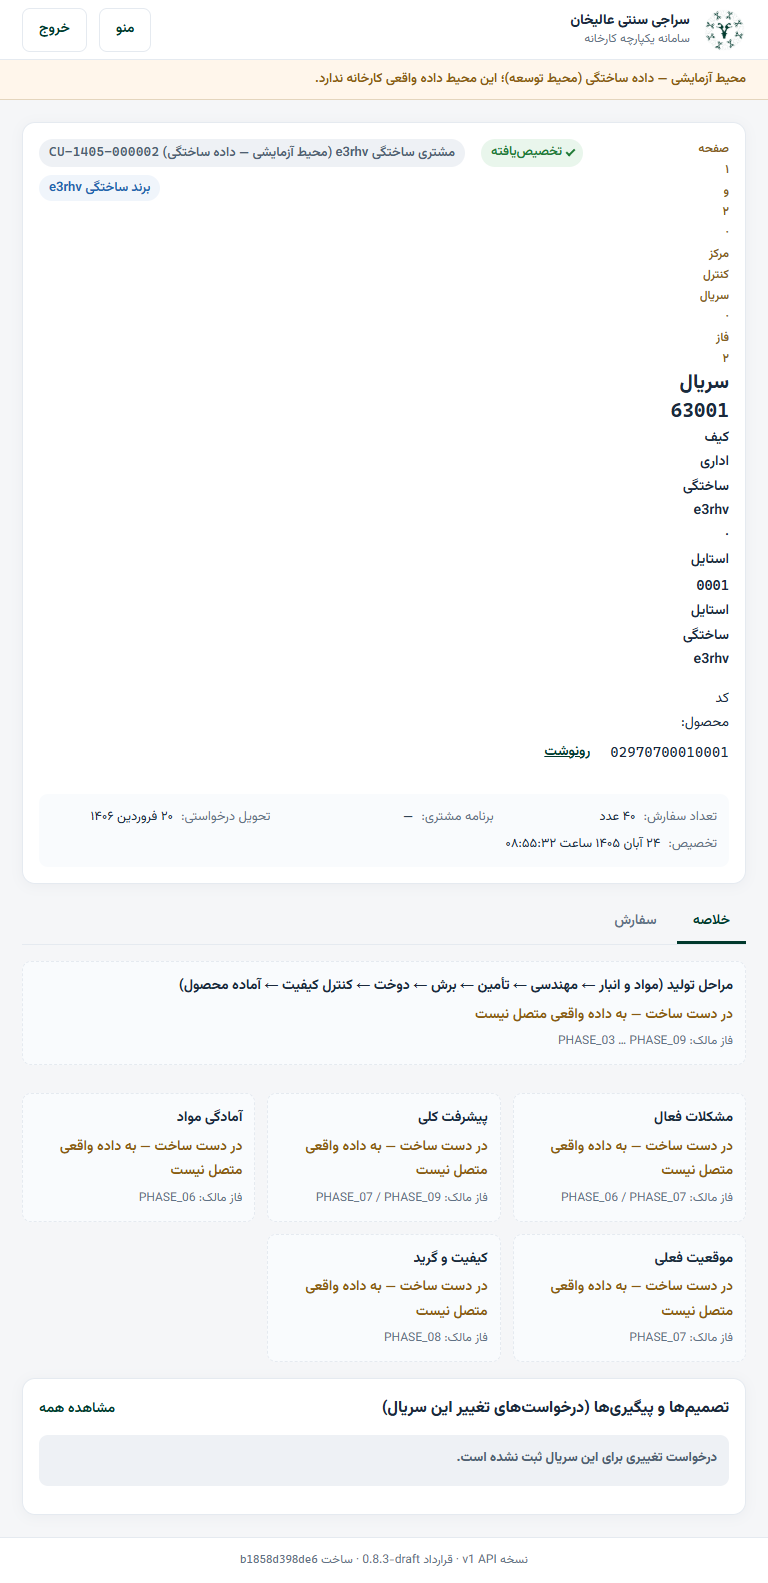 سراجی سنتی عالیخان
سامانه یکپارچه کارخانه
منو
خروج
محیط آزمایشی — داده ساختگی (محیط توسعه)؛ این محیط داده واقعی کارخانه ندارد.
صفحه
۱
و
۲
·
مرکز
کنترل
سریال
·
فاز
۲
سریال
63001
کیف
اداری
ساختگی
e3rhv
·
استایل
0001
استایل
ساختگی
e3rhv
✓ تخصیص‌یافته
مشتری ساختگی e3rhv (محیط آزمایشی — داده ساختگی) CU-1405-000002
برند ساختگی e3rhv
کد
محصول:
02970700010001 رونوشت
تعداد سفارش: ۴۰ عدد
برنامه مشتری: —
تحویل درخواستی: ۲۰ فروردین ۱۴۰۶
تخصیص: ۲۴ آبان ۱۴۰۵ ساعت ۰۸:۵۵:۳۲
خلاصه
سفارش
مراحل تولید (مواد و انبار ← مهندسی ← تأمین ← برش ← دوخت ← کنترل کیفیت ← آماده محصول)
در دست ساخت — به داده واقعی متصل نیست
فاز مالک: PHASE_03 … PHASE_09
مشکلات فعال
در دست ساخت — به داده واقعی
متصل نیست
فاز مالک: PHASE_06 / PHASE_07
پیشرفت کلی
در دست ساخت — به داده واقعی
متصل نیست
فاز مالک: PHASE_07 / PHASE_09
آمادگی مواد
در دست ساخت — به داده واقعی
متصل نیست
فاز مالک: PHASE_06
موقعیت فعلی
در دست ساخت — به داده واقعی
متصل نیست
فاز مالک: PHASE_07
کیفیت و گرید
در دست ساخت — به داده واقعی
متصل نیست
فاز مالک: PHASE_08
تصمیم‌ها و پیگیری‌ها (درخواست‌های تغییر این سریال)
مشاهده همه
درخواست تغییری برای این سریال ثبت نشده است.
نسخه v1 API · قرارداد 0.8.3-draft · ساخت b1858d398de6